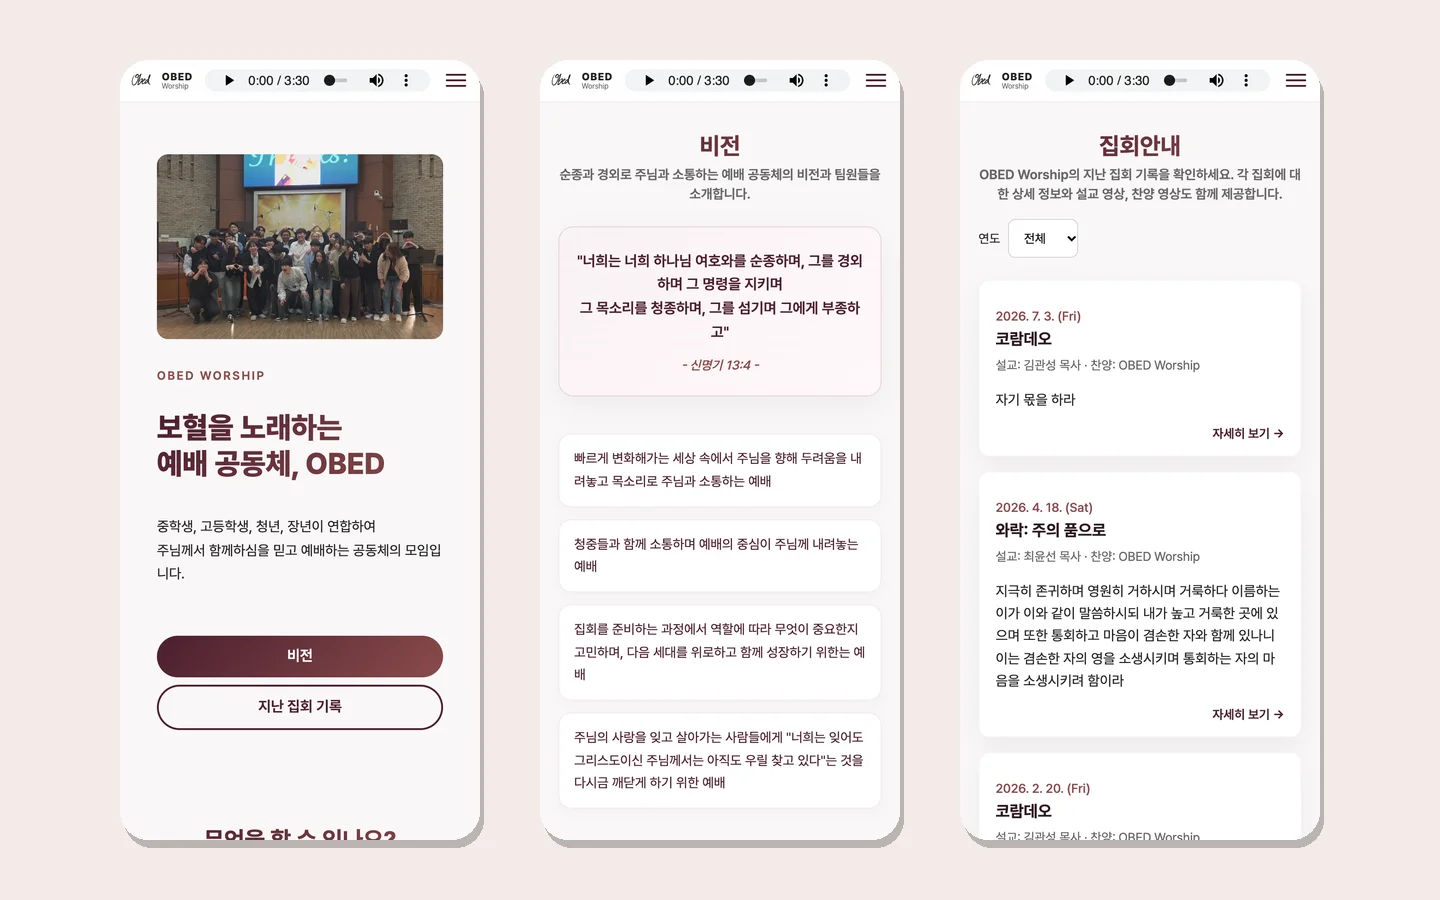 Obed
OBED
Worship
0:00 / 3:30
OBED WORSHIP
보혈을 노래하는
예배 공동체, OBED
중학생, 고등학생, 청년, 장년이 연합하여
주님께서 함께하심을 믿고 예배하는 공동체의 모임입
니다.
비전
지난 집회 기록
무엇을 할 수 있나요?
Obed
OBED
Worship
0:00 / 3:30
비전
순종과 경외로 주님과 소통하는 예배 공동체의 비전과 팀원들을
소개합니다.
"너희는 너희 하나님 여호와를 순종하며, 그를 경외
하며 그 명령을 지키며
그 목소리를 청종하며, 그를 섬기며 그에게 부종하
고"
- 신명기 13:4 -
빠르게 변화해가는 세상 속에서 주님을 향해 두려움을 내
려놓고 목소리로 주님과 소통하는 예배
청중들과 함께 소통하며 예배의 중심이 주님께 내려놓는
예배
집회를 준비하는 과정에서 역할에 따라 무엇이 중요한지
고민하며, 다음 세대를 위로하고 함께 성장하기 위한는 예
배
주님의 사랑을 잊고 살아가는 사람들에게 "너희는 잊어도
그리스도이신 주님께서는 아직도 우릴 찾고 있다"는 것을
다시금 깨닫게 하기 위한 예배
Obed
OBED
Worship
0:00 / 3:30
집회안내
OBED Worship의 지난 집회 기록을 확인하세요. 각 집회에 대
한 상세 정보와 설교 영상, 찬양 영상도 함께 제공합니다.
연도 전체
2026. 7. 3. (Fri)
코람데오
설교: 김관성 목사 · 찬양: OBED Worship
자기 몫을 하라
자세히 보기 →
2026. 4. 18. (Sat)
와락: 주의 품으로
설교: 최윤선 목사 · 찬양: OBED Worship
지극히 존귀하며 영원히 거하시며 거룩하다 이름하는
이가 이와 같이 말씀하시되 내가 높고 거룩한 곳에 있
으며 또한 통회하고 마음이 겸손한 자와 함께 있나니
이는 겸손한 자의 영을 소생시키며 통회하는 자의 마
음을 소생시키려 함이라
자세히 보기 →
2026. 2. 20. (Fri)
코람데오
설교: 김관성 목사 · 찬양: OBED Worship